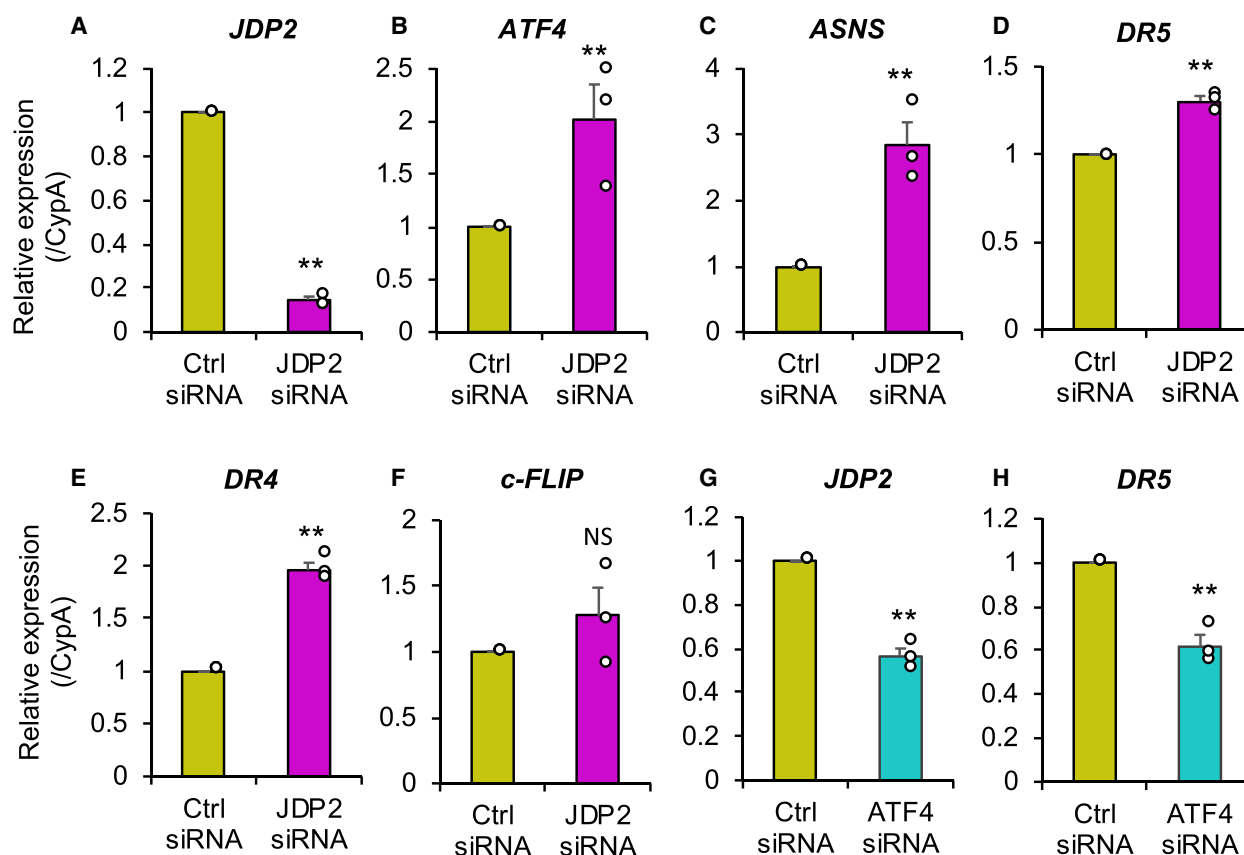 A
JDP2
B
ATF4
C
ASNS
D
DR5
Relative expression
(/CypA)
1.2
1
0.8
0.6
0.4
0.2
0
**
Ctrl
siRNA
JDP2
siRNA
2.5
2
1.5
1
0.5
0
**
Ctrl
siRNA
JDP2
siRNA
4
3
2
1
0
**
Ctrl
siRNA
JDP2
siRNA
1.5
1
0.5
0
**
Ctrl
siRNA
JDP2
siRNA
E
DR4
F
c-FLIP
G
JDP2
H
DR5
Relative expression
(/CypA)
2.5
2
1.5
1
0.5
0
**
Ctrl
siRNA
JDP2
siRNA
2
1.5
1
0.5
0
NS
Ctrl
siRNA
JDP2
siRNA
1.2
1
0.8
0.6
0.4
0.2
0
**
Ctrl
siRNA
ATF4
siRNA
1.2
1
0.8
0.6
0.4
0.2
0
**
Ctrl
siRNA
ATF4
siRNA